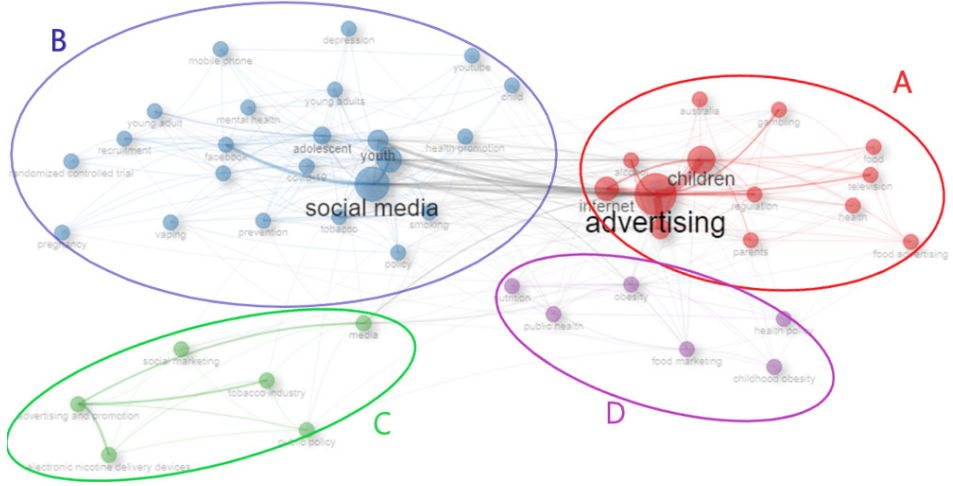 B
depression
mobile phone
youtube
child
young adults
young adult
mental health
recruitment
facebook
adolescent
youth
health promotion
randomized controlled trial
covid-19
social media
smoking
pregnancy
vaping
prevention
tobacco
policy
A
australia
gambling
alcohol
children
food
television
internet
regulation
health
advertising
parents
food advertising
nutrition
obesity
public health
health policy
food marketing
childhood obesity
D
media
social marketing
tobacco industry
advertising and promotion
public policy
electronic nicotine delivery devices
C